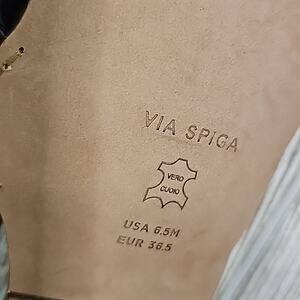 VIA SPIGA
VERO
CUOIO
USA 6.5M
EUR 36.5